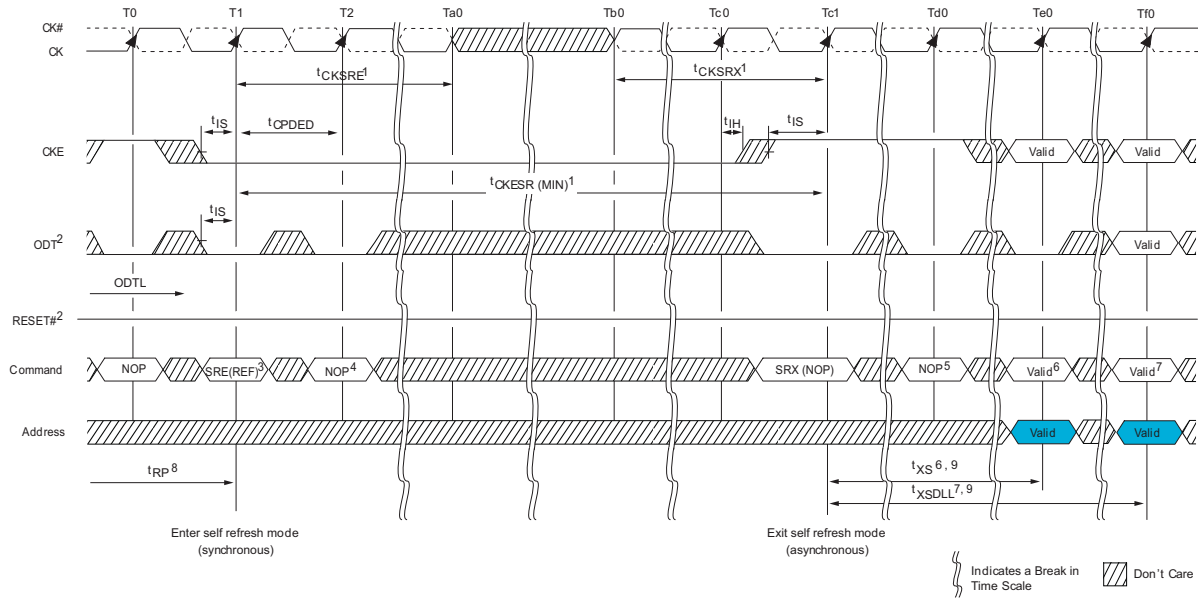 T0 T1 T2 Ta0 Tb0 Tc0 Tc1 Td0 Te0 Tf0
CK#
CK
tCKSRE1 tCKSRX1
tIS tCPDED tIH tIS
CKE Valid Valid
tCKESR (MIN)1
tIS
ODT2 Valid
ODTL
RESET#2
Command NOP SRE(REF)3 NOP4 SRX (NOP) NOP5 Valid6 Valid7
Address Valid Valid
tRP8 tXS6, 9
tXSDLL7, 9
Enter self refresh mode
(synchronous)
Exit self refresh mode
(asynchronous)
Indicates a Break in
Time Scale
Don't Care